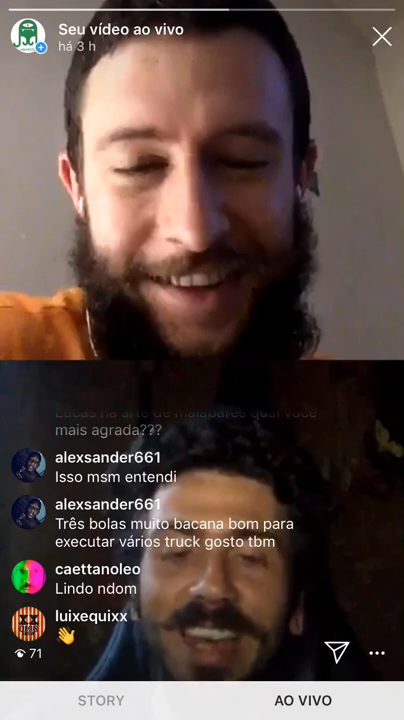 Seu vídeo ao vivo
há 3 h
Lucas na arte de malabares qual você
mais agrada???
alexsander661
Isso msm entendi
alexsander661
Três bolas muito bacana bom para
executar vários truck gosto tbm
caettanoleo
Lindo ndom
luixequixx
👋
71
STORY
AO VIVO